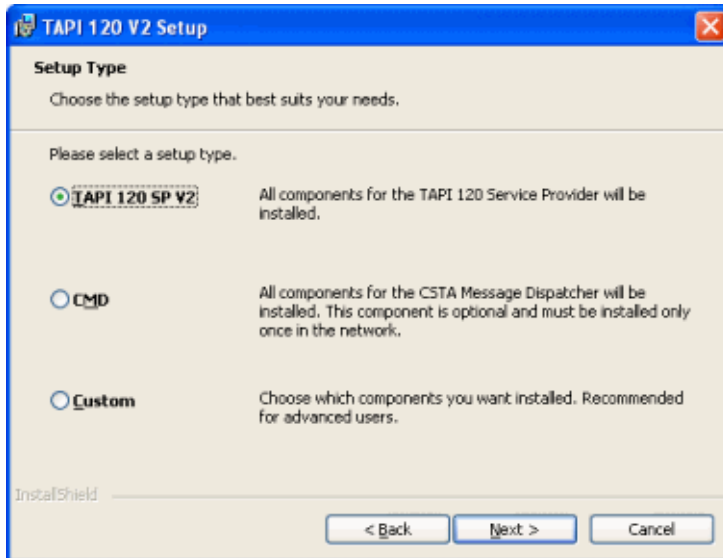 TAPI 120 V2 Setup
Setup Type
Choose the setup type that best suits your needs.
Please select a setup type.
TAPI 120 SP V2
All components for the TAPI 120 Service Provider will be
installed.
CMD
All components for the CSTA Message Dispatcher will be
installed. This component is optional and must be installed only
once in the network.
Custom
Choose which components you want installed. Recommended
for advanced users.
InstallShield
< Back
Next >
Cancel